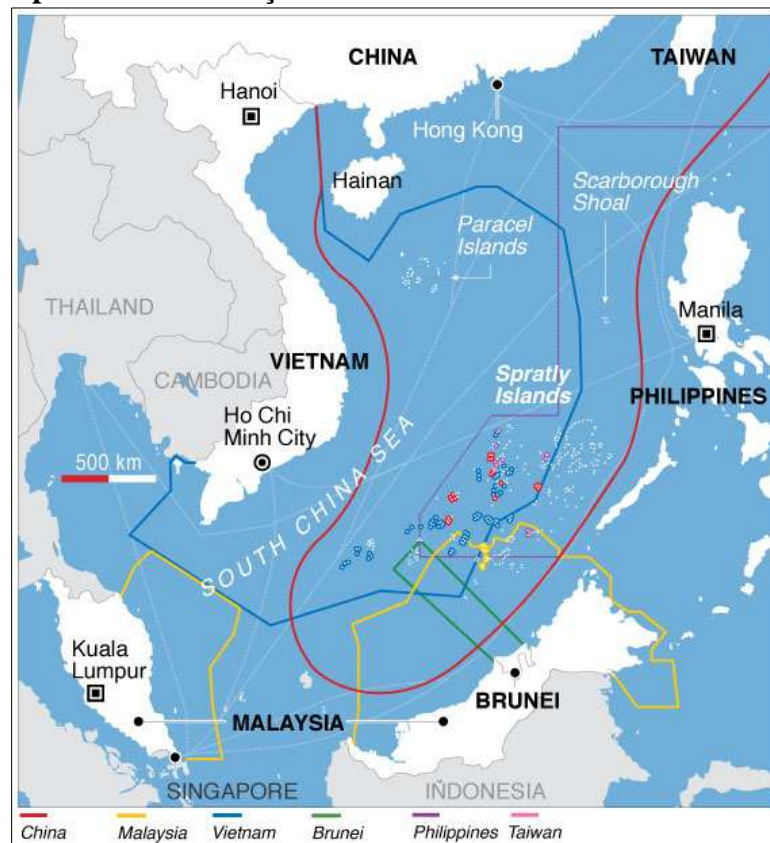 CHINA
TAIWAN
Hanoi
Hong Kong
Hainan
Scarborough
Shoal
Paracel
Islands
THAILAND
Manila
VIETNAM
CAMBODIA
Spratly
Islands
PHILIPPINES
Ho Chi
Minh City
500 km
SOUTH CHINA SEA
Kuala
Lumpur
BRUNEI
MALAYSIA
SINGAPORE
INDONESIA
China
Malaysia
Vietnam
Brunei
Philippines
Taiwan